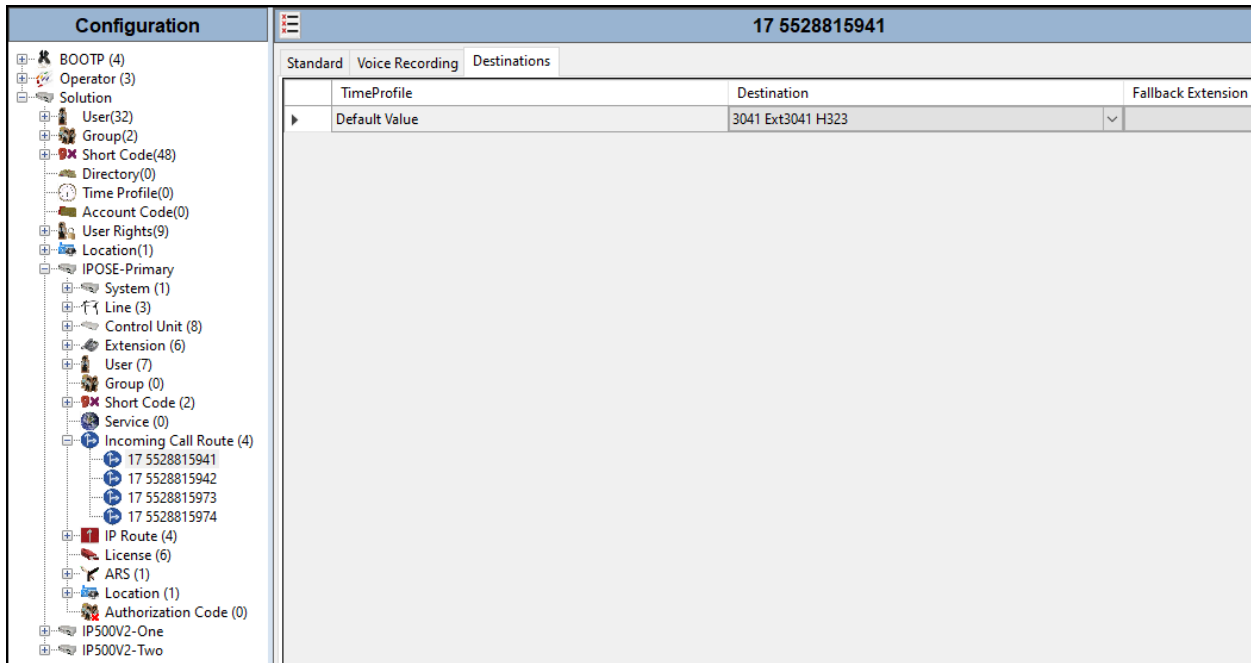 Configuration
BOOTP (4)
Operator (3)
Solution
User(32)
Group(2)
Short Code(48)
Directory(0)
Time Profile(0)
Account Code(0)
User Rights(9)
Location(1)
IPOSE-Primary
System (1)
Line (3)
Control Unit (8)
Extension (6)
User (7)
Group (0)
Short Code (2)
Service (0)
Incoming Call Route (4)
17 5528815941
17 5528815942
17 5528815973
17 5528815974
IP Route (4)
License (6)
ARS (1)
Location (1)
Authorization Code (0)
IP500V2-One
IP500V2-Two
17 5528815941
Standard Voice Recording Destinations
TimeProfile Destination Fallback Extension
Default Value 3041 Ext3041 H323